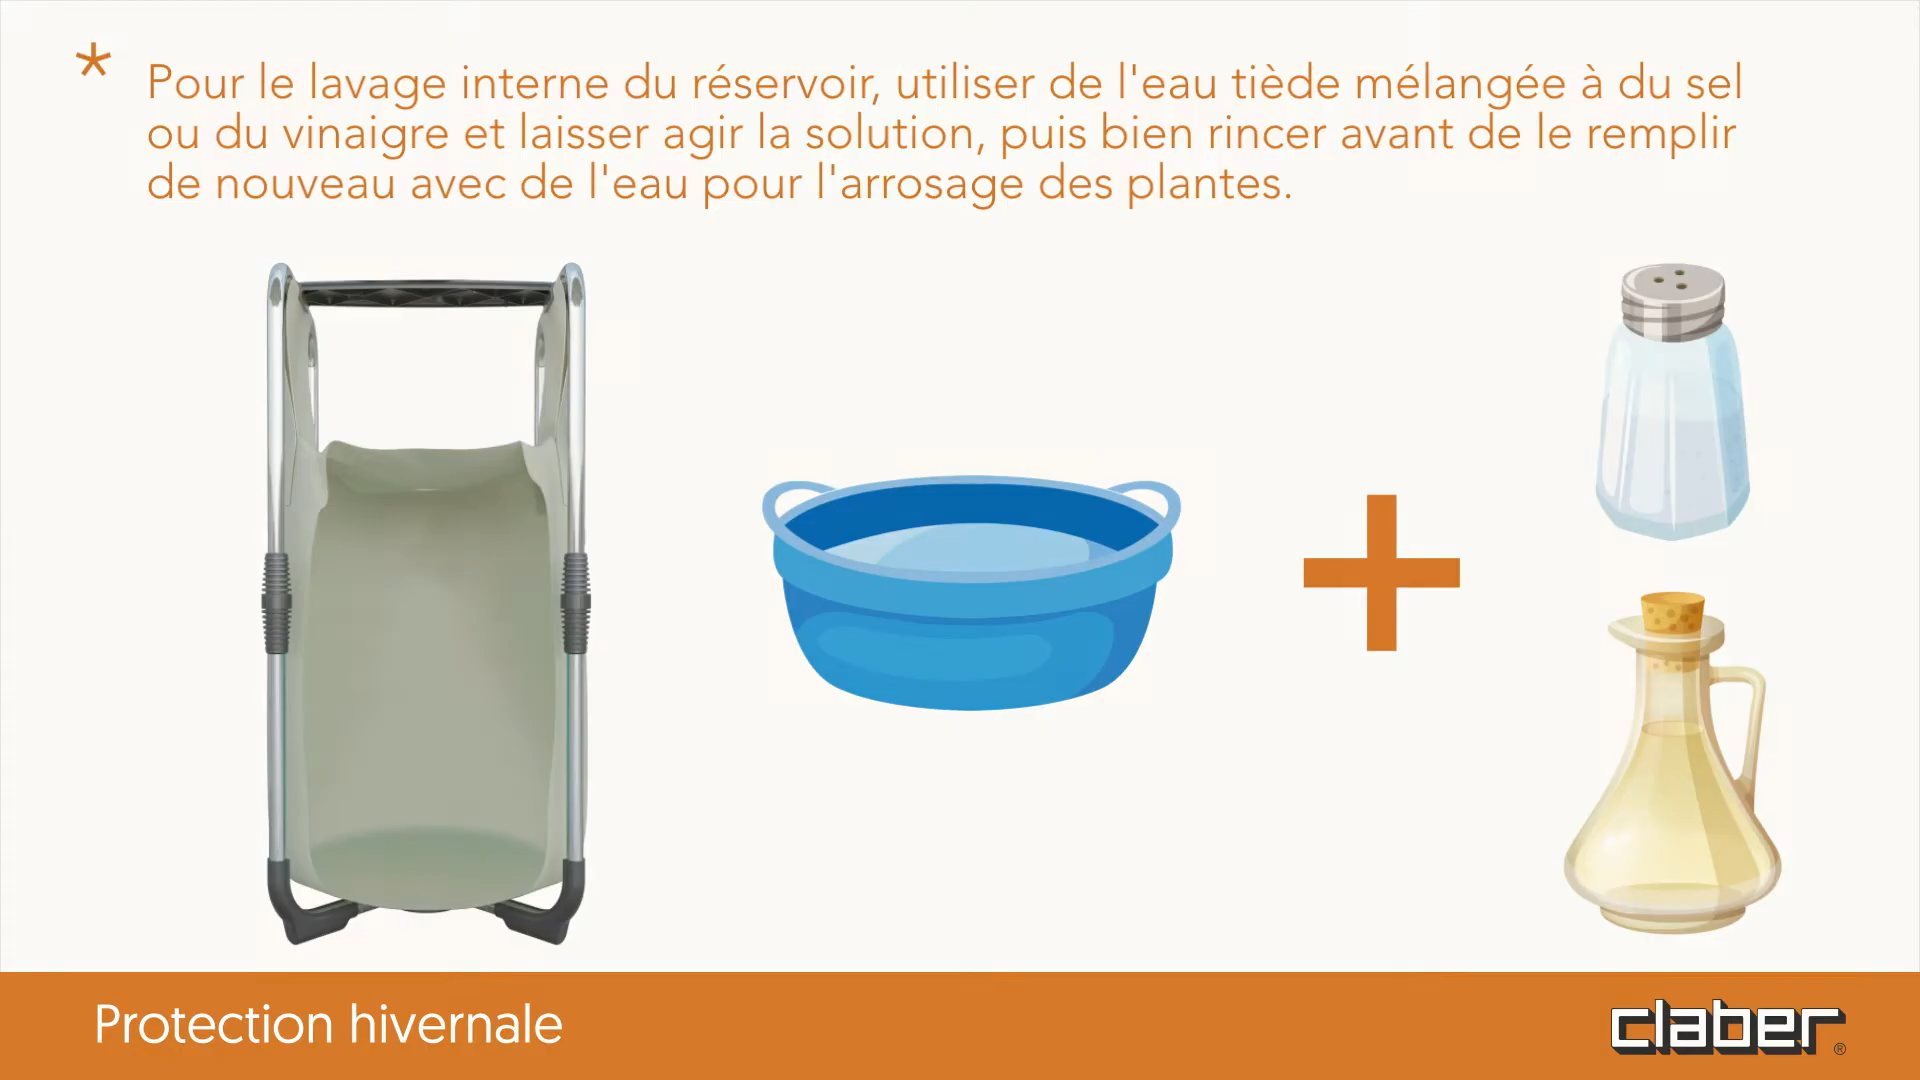 * Pour le lavage interne du réservoir, utiliser de l'eau tiède mélangée à du sel
ou du vinaigre et laisser agir la solution, puis bien rincer avant de le remplir
de nouveau avec de l'eau pour l'arrosage des plantes.
Protection hivernale
claber ®